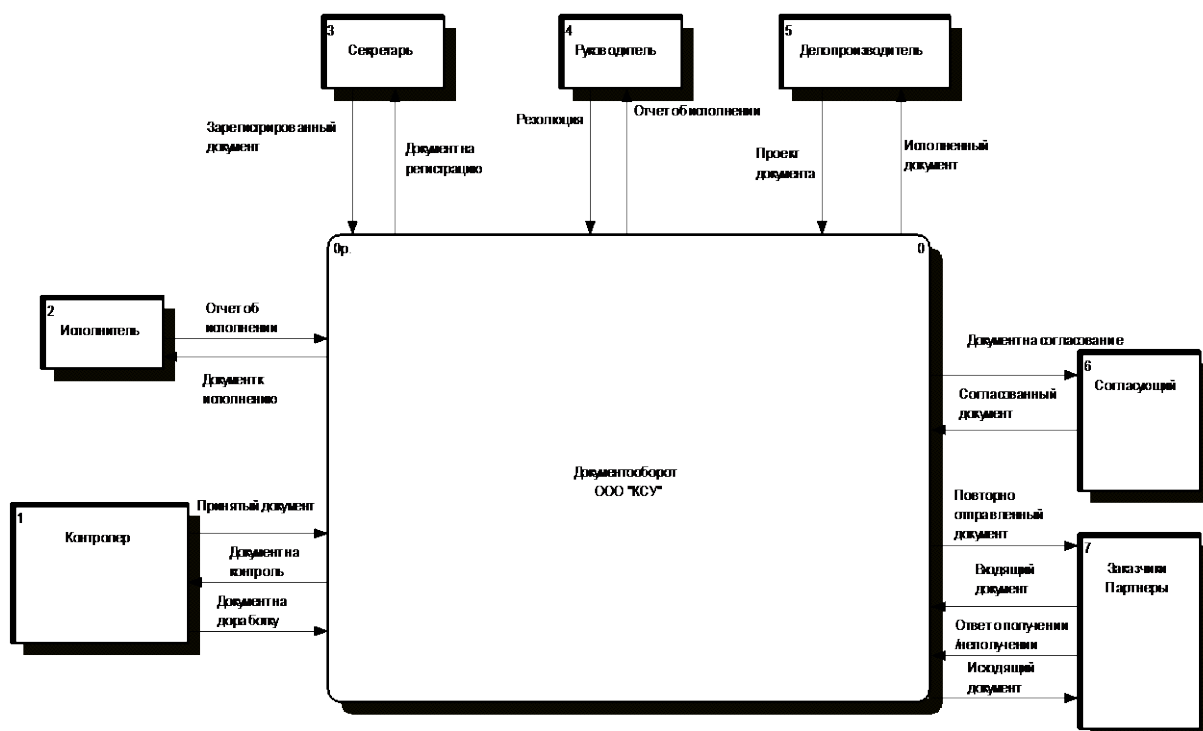 3
Секретарь
4
Руководитель
5
Делопроизводитель
Зарегистрированный
документ
Документ на
регистрацию
Резолюция
Отчет об исполнении
Проект
документа
Исполненный
документ
0р.
0
2
Исполнитель
Отчет об
исполнении
Документ к
исполнению
Документ на согласование
6
Согласующий
Согласованный
документ
Документооборот
ООО "КСУ"
1
Контролер
Принятый документ
Документ на
контроль
Документ на
доработку
Повторно
отправленный
документ
7
Заказчики
Партнеры
Входящий
документ
Ответ о получении
/неполучении
Исходящий
документ